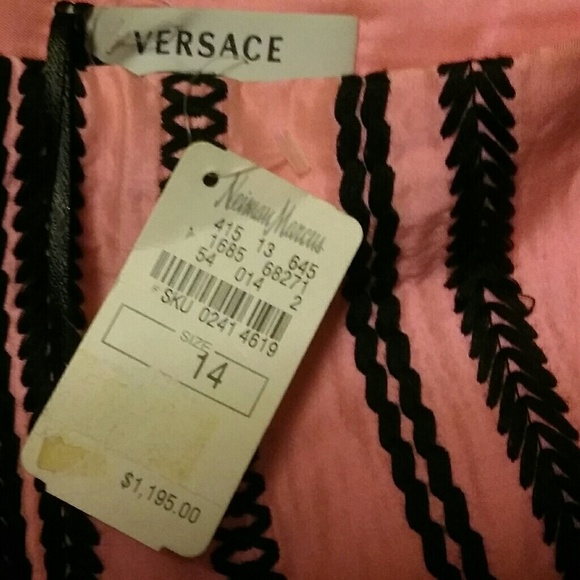 VERSACE
Neiman Marcus
415 13 645
1685 68271
54 014 2
SKU 0241 4619
SIZE
14
$1,195.00